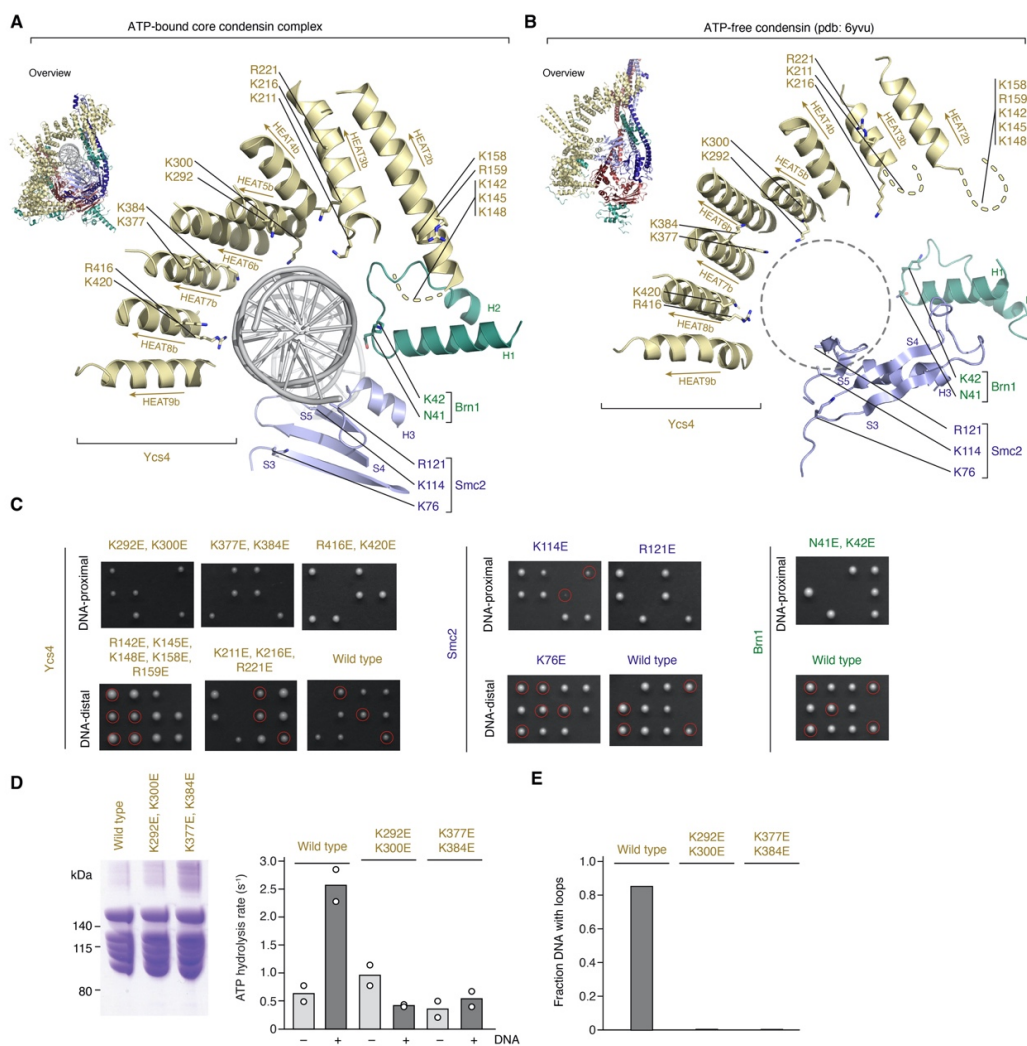 A
ATP-bound core condensin complex
Overview
R221
K216
K211
K300
K292
K384
K377
R416
K420
HEAT2b
HEAT3b
HEAT4b
HEAT5b
HEAT6b
HEAT7b
HEAT8b
HEAT9b
K158
R159
K142
K145
K148
H2
H1
K42
N41
Brn1
H3
S5
S4
S3
R121
K114
K76
Smc2
Ycs4
B
ATP-free condensin (pdb: 6yvu)
Overview
R221
K211
K216
K300
K292
K384
K377
K420
R416
HEAT2b
HEAT3b
HEAT4b
HEAT5b
HEAT6b
HEAT7b
HEAT8b
HEAT9b
K158
R159
K142
K145
K148
H1
S4
S5
H3
S3
K42
N41
Brn1
R121
K114
K76
Smc2
Ycs4
C
Ycs4
DNA-proximal
K292E, K300E
K377E, K384E
R416E, K420E
DNA-distal
R142E, K145E,
K148E, K158E,
R159E
K211E, K216E,
R221E
Wild type
Smc2
DNA-proximal
K114E
R121E
DNA-distal
K76E
Wild type
Brn1
DNA-proximal
N41E, K42E
Wild type
D
Wild type
K292E, K300E
K377E, K384E
kDa
140
115
80
Wild type
K292E
K300E
K377E
K384E
ATP hydrolysis rate (s⁻¹)
3.0
2.5
2.0
1.5
1.0
0.5
0
– + – + – + DNA
E
Wild type
K292E
K300E
K377E
K384E
Fraction DNA with loops
1.0
0.8
0.6
0.4
0.2
0